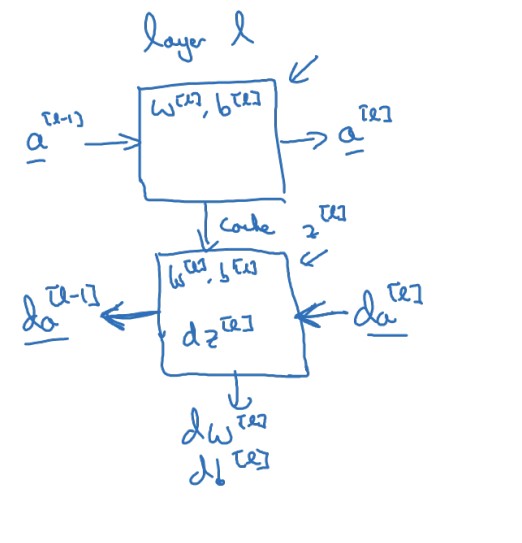 layer l
w[l], b[l]
a[l-1]
a[l]
cache z[l]
w[l], b[l]
da[l-1]
dz[l]
da[l]
dw[l]
db[l]